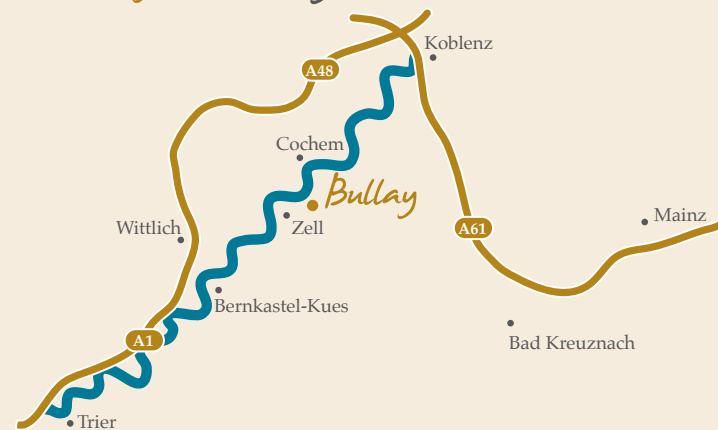 Koblenz
A48
Cochem
Bullay
Mainz
Wittlich
Zell
A61
Bernkastel-Kues
A1
Bad Kreuznach
Trier